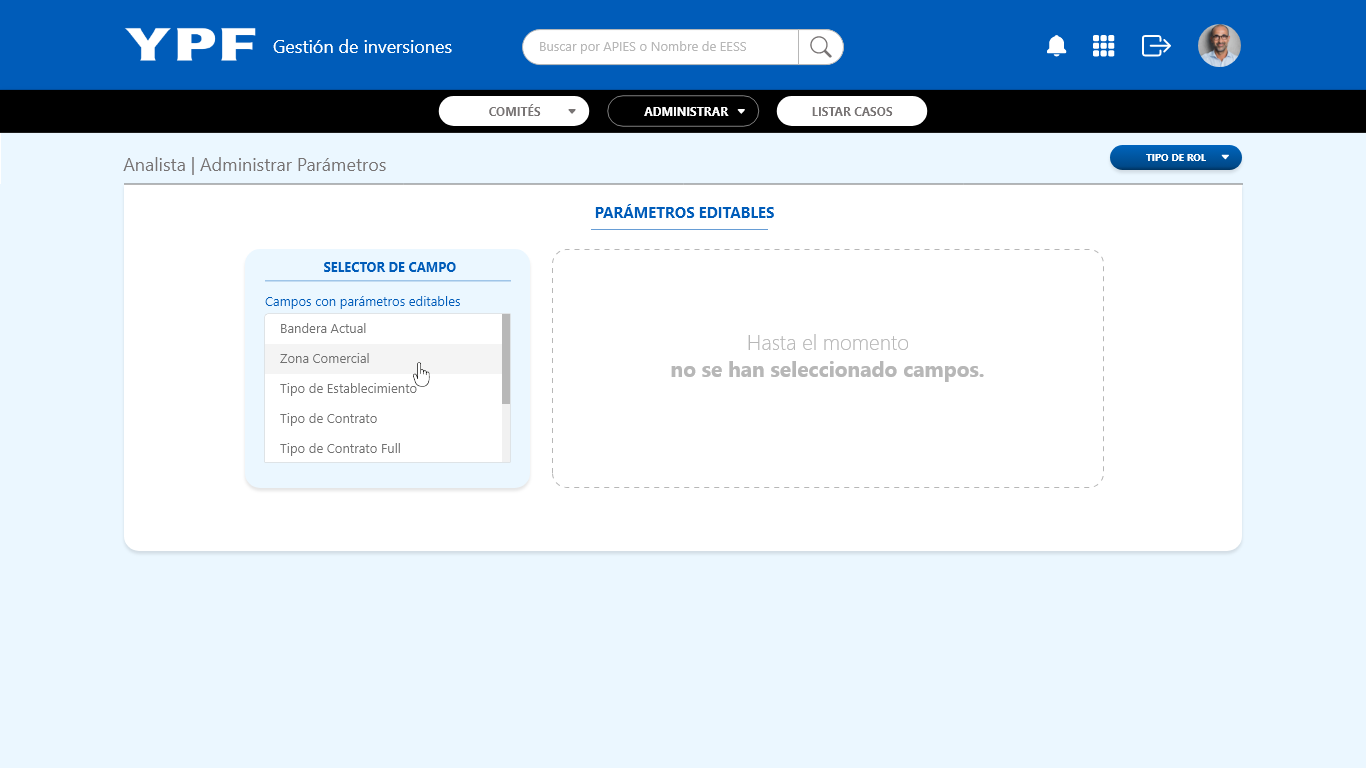 YPF
Gestión de inversiones
Buscar por APIES o Nombre de EESS
COMITÉS
ADMINISTRAR
LISTAR CASOS
Analista | Administrar Parámetros
TIPO DE ROL
PARÁMETROS EDITABLES
SELECTOR DE CAMPO
Campos con parámetros editables
Bandera Actual
Zona Comercial
Tipo de Establecimiento
Tipo de Contrato
Tipo de Contrato Full
Hasta el momento
no se han seleccionado campos.